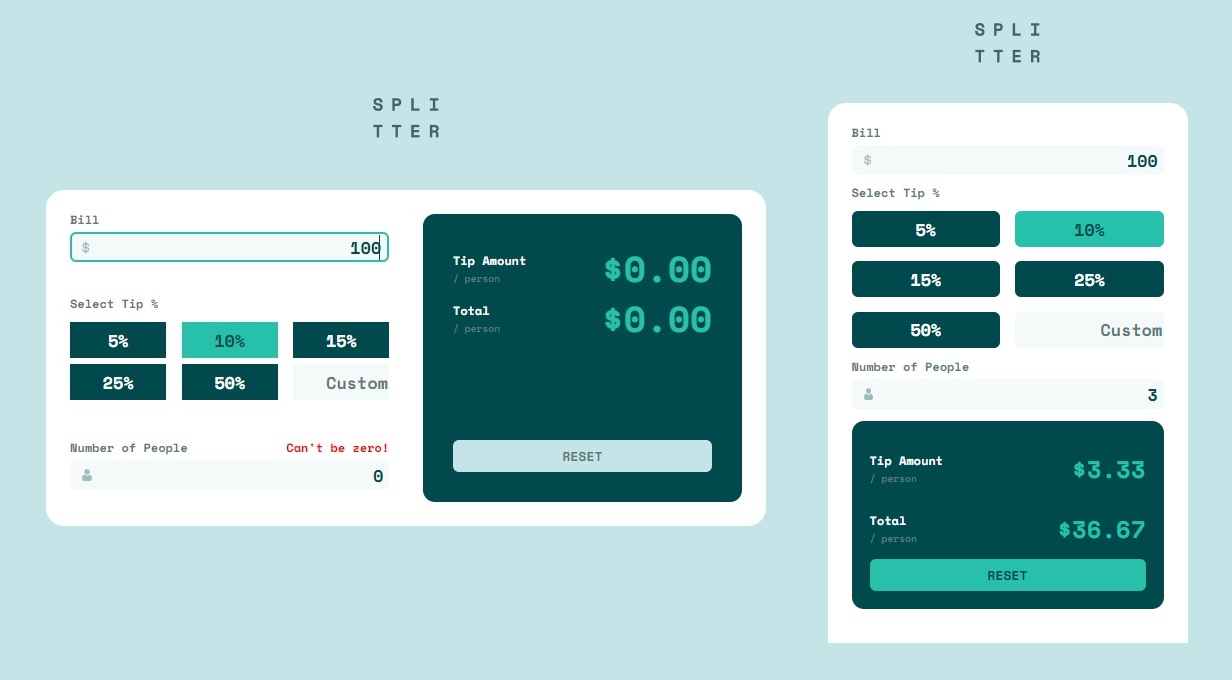 SPLI
TTER
Bill
$ 100
Select Tip %
5% 10% 15%
25% 50% Custom
Number of People Can't be zero!
0
Tip Amount
/ person
$0.00
Total
/ person
$0.00
RESET
SPLI
TTER
Bill
$ 100
Select Tip %
5% 10%
15% 25%
50% Custom
Number of People
3
Tip Amount
/ person
$3.33
Total
/ person
$36.67
RESET